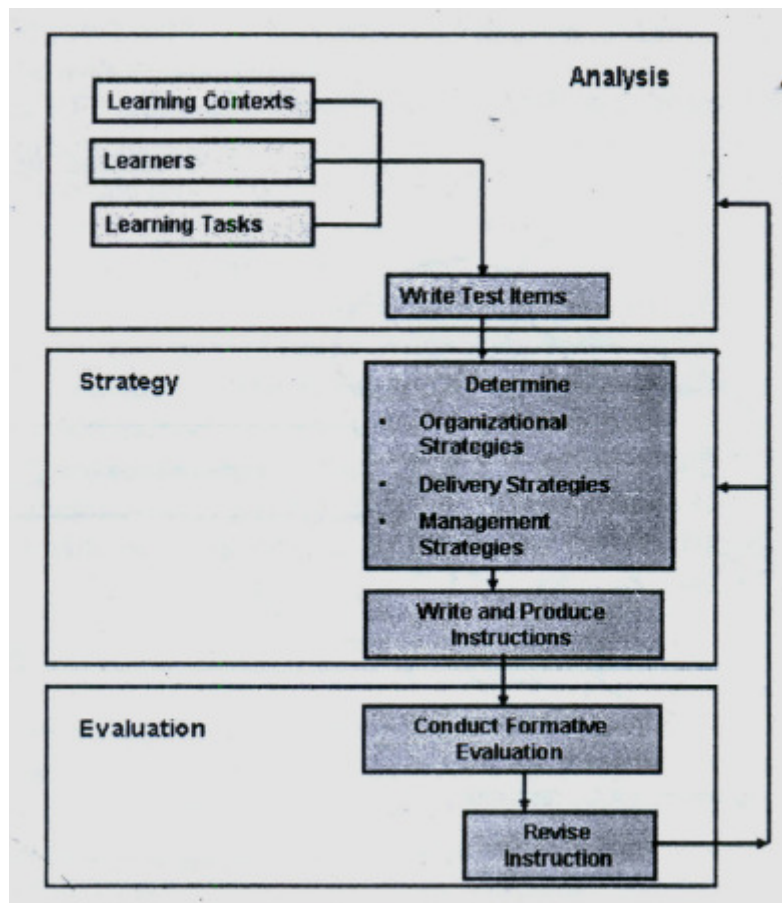 Analysis
Learning Contexts
Learners
Learning Tasks
Write Test Items
Strategy
Determine
• Organizational
Strategies
• Delivery Strategies
• Management
Strategies
Write and Produce
Instructions
Evaluation
Conduct Formative
Evaluation
Revise
Instruction